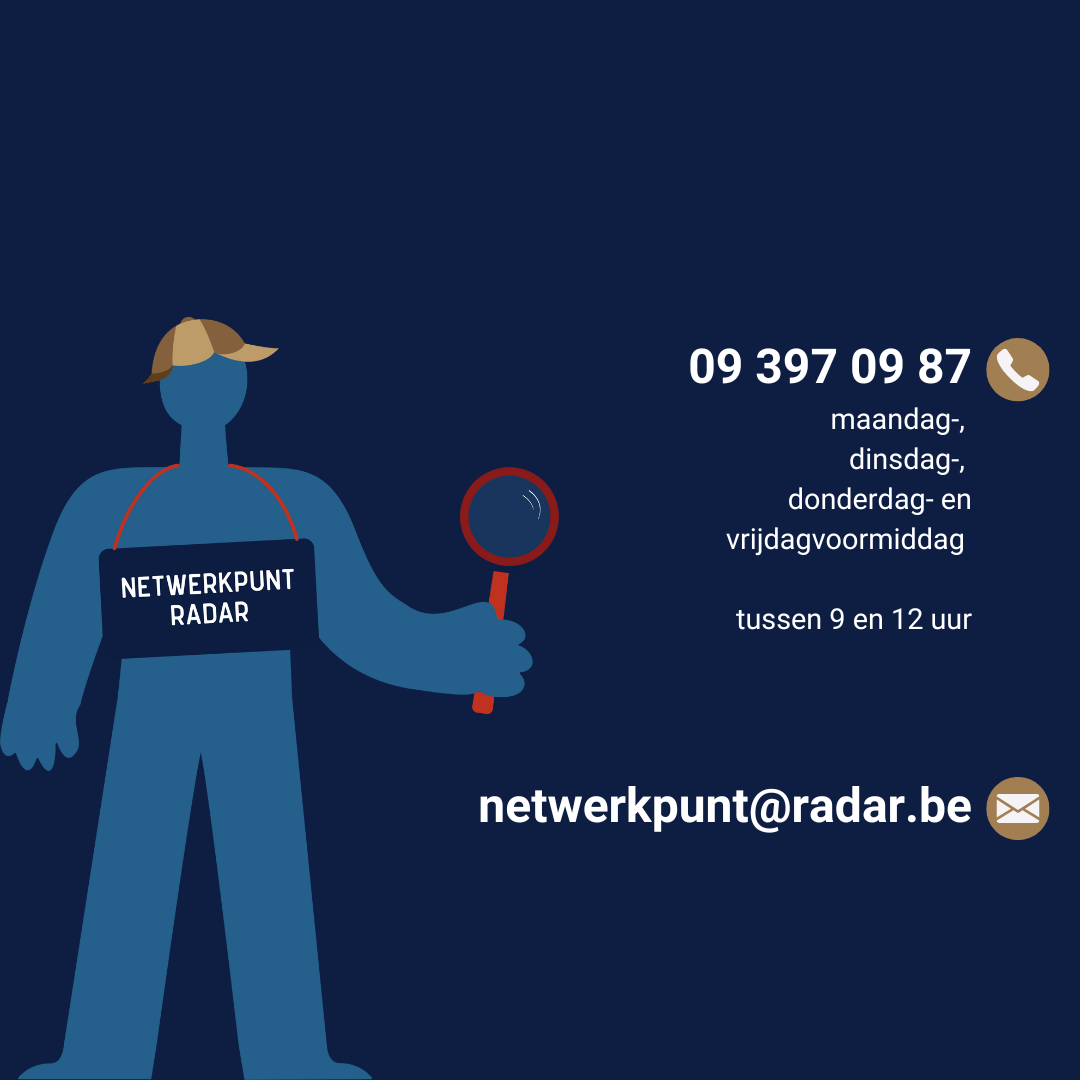 09 397 09 87
maandag-,
dinsdag-,
donderdag- en
vrijdagvoormiddag
tussen 9 en 12 uur
NETWERKPUNT
RADAR
netwerkpunt@radar.be